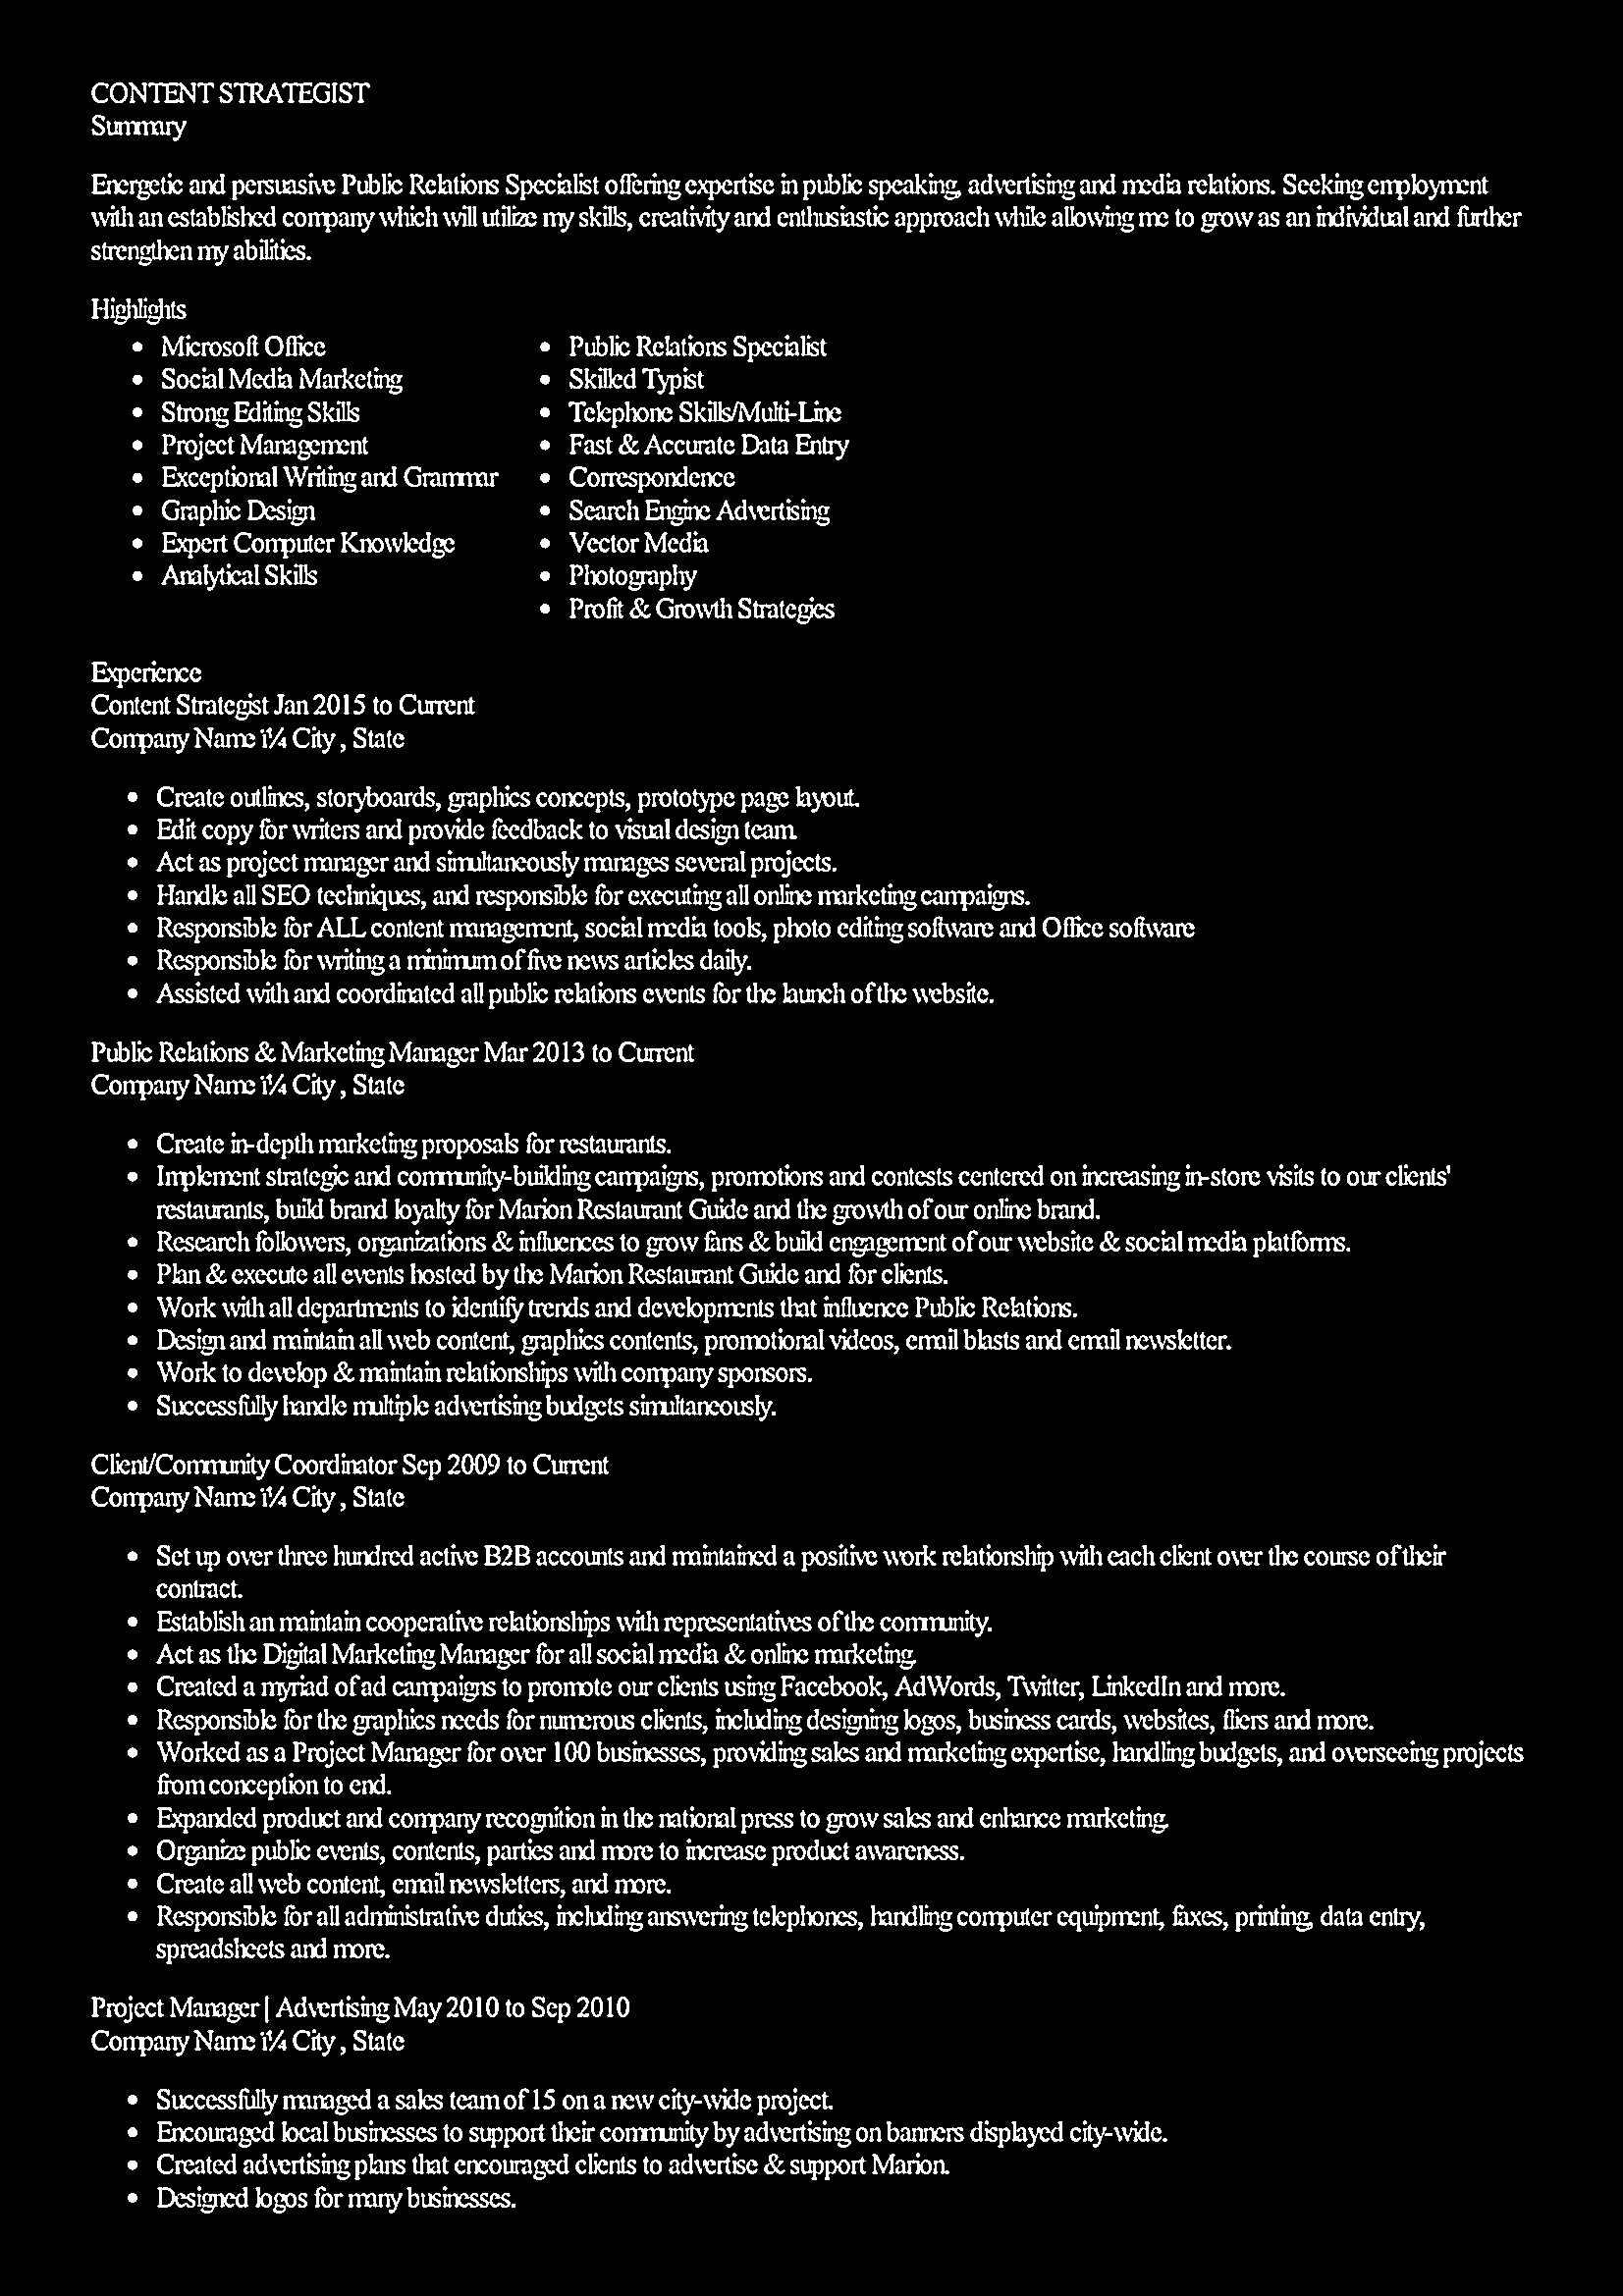 CONTENT STRATEGIST
Summary
Energetic and persuasive Public Relations Specialist offering expertise in public speaking, advertising and media relations. Seeking employment
with an established company which will utilize my skills, creativity and enthusiastic approach while allowing me to grow as an individual and further
strengthen my abilities.
Highlights
• Microsoft Office
• Social Media Marketing
• Strong Editing Skills
• Project Management
• Exceptional Writing and Grammar
• Graphic Design
• Expert Computer Knowledge
• Analytical Skills
• Public Relations Specialist
• Skilled Typist
• Telephone Skills/Multi-Line
• Fast & Accurate Data Entry
• Correspondence
• Search Engine Advertising
• Vector Media
• Photography
• Profit & Growth Strategies
Experience
Content Strategist Jan 2015 to Current
Company Name ï¼ City , State
• Create outlines, storyboards, graphics concepts, prototype page layout.
• Edit copy for writers and provide feedback to visual design team.
• Act as project manager and simultaneously manages several projects.
• Handle all SEO techniques, and responsible for executing all online marketing campaigns.
• Responsible for ALL content management, social media tools, photo editing software and Office software
• Responsible for writing a minimum of five news articles daily.
• Assisted with and coordinated all public relations events for the launch of the website.
Public Relations & Marketing Manager Mar 2013 to Current
Company Name ï¼ City , State
• Create in-depth marketing proposals for restaurants.
• Implement strategic and community-building campaigns, promotions and contests centered on increasing in-store visits to our clients'
restaurants, build brand loyalty for Marion Restaurant Guide and the growth of our online brand.
• Research followers, organizations & influences to grow fans & build engagement of our website & social media platforms.
• Plan & execute all events hosted by the Marion Restaurant Guide and for clients.
• Work with all departments to identify trends and developments that influence Public Relations.
• Design and maintain all web content, graphics contents, promotional videos, email blasts and email newsletter.
• Work to develop & maintain relationships with company sponsors.
• Successfully handle multiple advertising budgets simultaneously.
Client/Community Coordinator Sep 2009 to Current
Company Name ï¼ City , State
• Set up over three hundred active B2B accounts and maintained a positive work relationship with each client over the course of their
contract.
• Establish an maintain cooperative relationships with representatives of the community.
• Act as the Digital Marketing Manager for all social media & online marketing.
• Created a myriad of ad campaigns to promote our clients using Facebook, AdWords, Twitter, LinkedIn and more.
• Responsible for the graphics needs for numerous clients, including designing logos, business cards, websites, fliers and more.
• Worked as a Project Manager for over 100 businesses, providing sales and marketing expertise, handling budgets, and overseeing projects
from conception to end.
• Expanded product and company recognition in the national press to grow sales and enhance marketing.
• Organize public events, contents, parties and more to increase product awareness.
• Create all web content, email newsletters, and more.
• Responsible for all administrative duties, including answering telephones, handling computer equipment, faxes, printing, data entry,
spreadsheets and more.
Project Manager | Advertising May 2010 to Sep 2010
Company Name ï¼ City , State
• Successfully managed a sales team of 15 on a new city-wide project.
• Encouraged local businesses to support their community by advertising on banners displayed city-wide.
• Created advertising plans that encouraged clients to advertise & support Marion.
• Designed logos for many businesses.